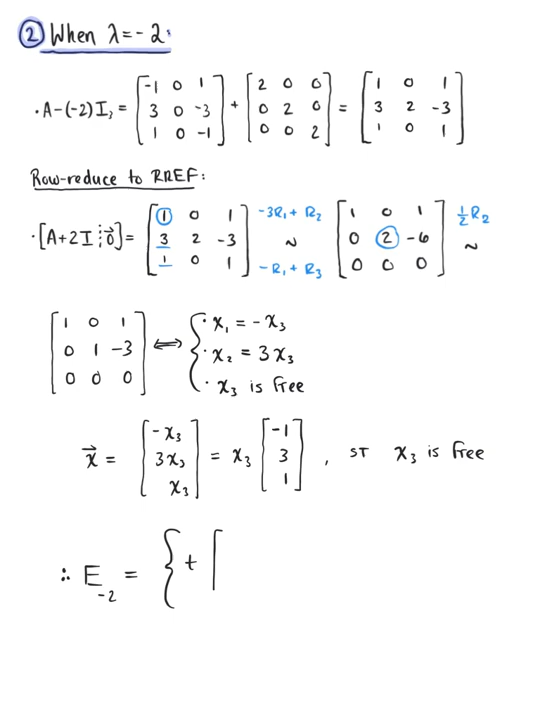 ② When λ=-2:
·A-(-2)I₃ = [-1 0 1; 3 0 -3; 1 0 -1] + [2 0 0; 0 2 0; 0 0 2] = [1 0 1; 3 2 -3; 1 0 1]
Row-reduce to RREF:
·[A+2I ⋮ 0⃗] = [1 0 1; 3 2 -3; 1 0 1] -3R₁+R₂ ~ -R₁+R₃ [1 0 1; 0 2 -6; 0 0 0] ½R₂ ~
[1 0 1; 0 1 -3; 0 0 0] ⟺ { · x₁ = -x₃
· x₂ = 3x₃
· x₃ is free
x⃗ = [-x₃; 3x₃; x₃] = x₃ [-1; 3; 1], st x₃ is free
∴ E₋₂ = { t [